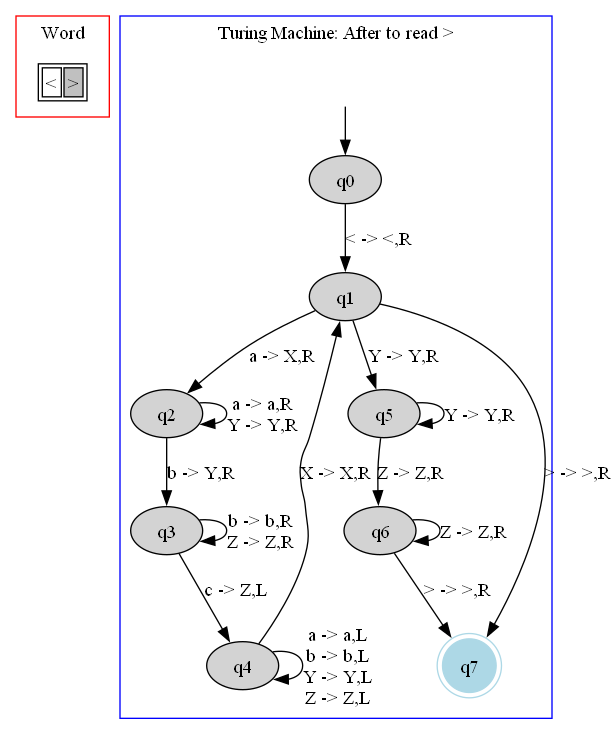 Word
< >
Turing Machine: After to read >
q0
< -> <,R
q1
a -> X,R
Y -> Y,R
q2
a -> a,R
Y -> Y,R
q5
Y -> Y,R
b -> Y,R
X -> X,R
Z -> Z,R
> -> >,R
q3
b -> b,R
Z -> Z,R
q6
Z -> Z,R
c -> Z,L
> -> >,R
q4
a -> a,L
b -> b,L
Y -> Y,L
Z -> Z,L
q7